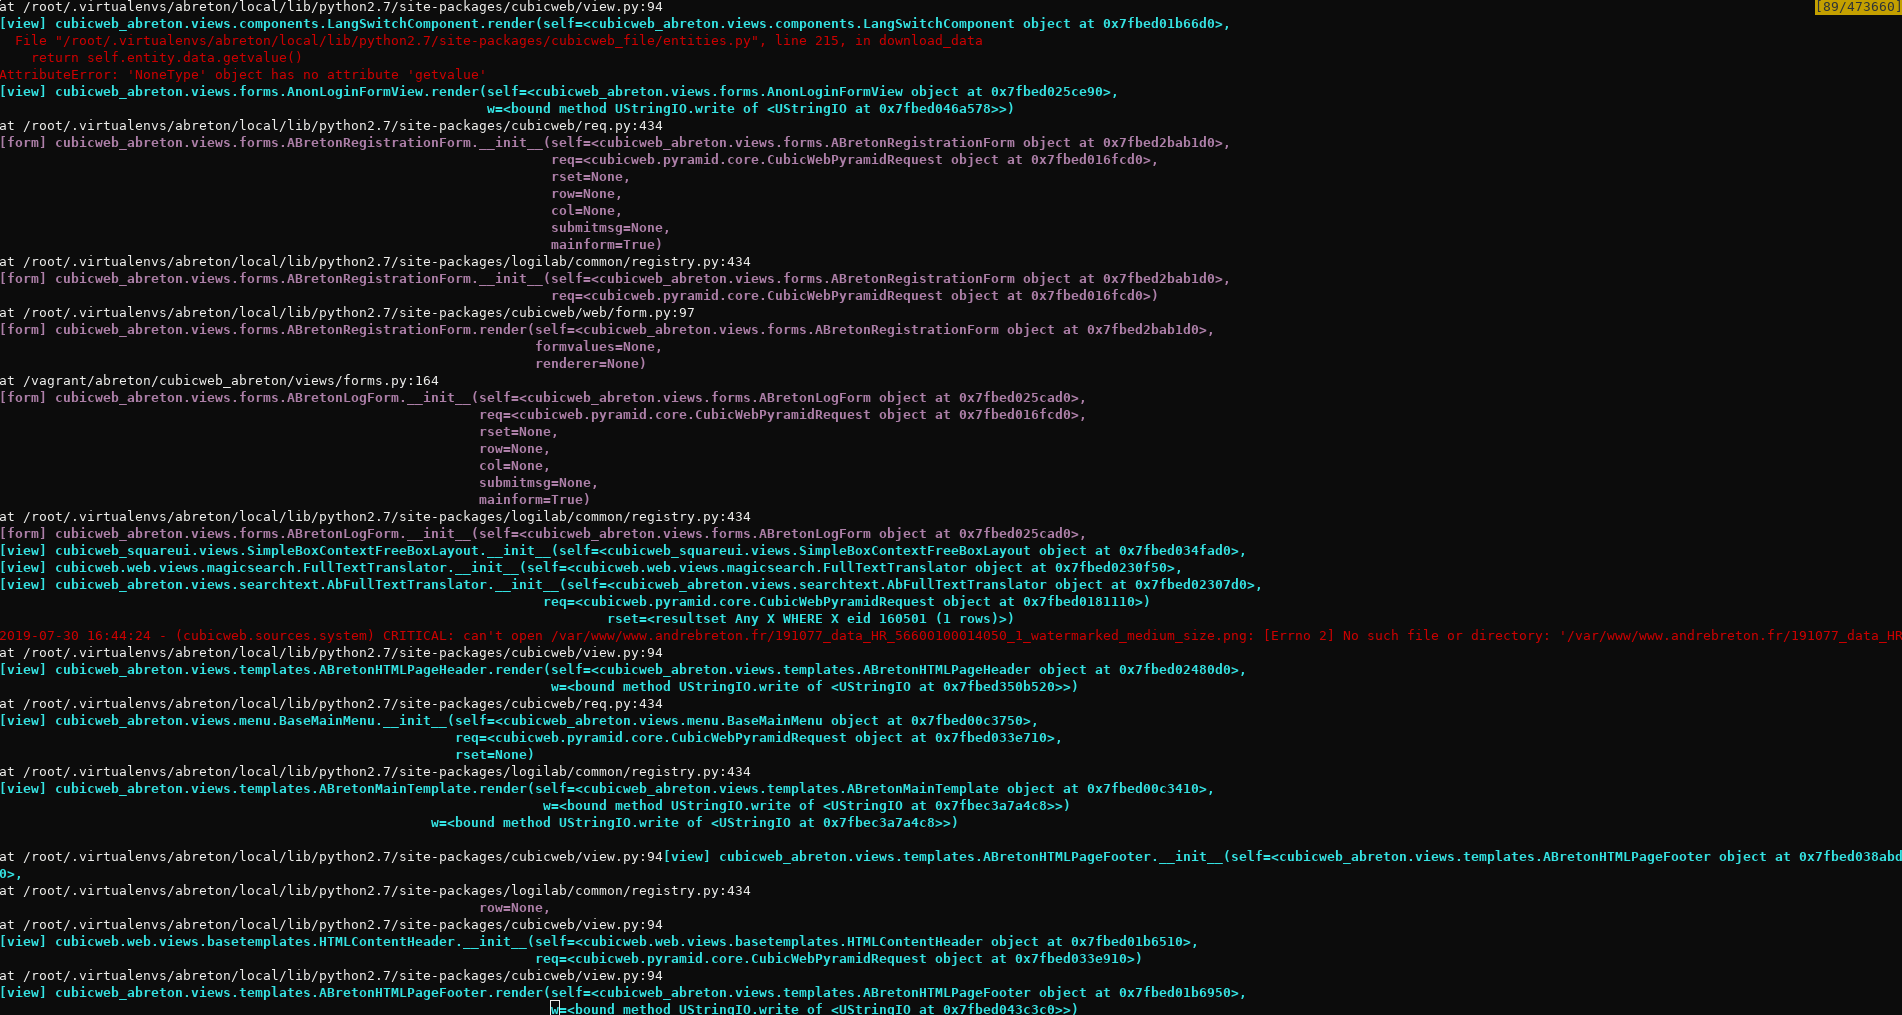 at /root/.virtualenvs/abreton/local/lib/python2.7/site-packages/cubicweb/view.py:94 [89/473660]
[view] cubicweb_abreton.views.components.LangSwitchComponent.render(self=<cubicweb_abreton.views.components.LangSwitchComponent object at 0x7fbed01b66d0>,
File "/root/.virtualenvs/abreton/local/lib/python2.7/site-packages/cubicweb_file/entities.py", line 215, in download_data
return self.entity.data.getvalue()
AttributeError: 'NoneType' object has no attribute 'getvalue'
[view] cubicweb_abreton.views.forms.AnonLoginFormView.render(self=<cubicweb_abreton.views.forms.AnonLoginFormView object at 0x7fbed025ce90>,
w=<bound method UStringIO.write of <UStringIO at 0x7fbed046a578>>)
at /root/.virtualenvs/abreton/local/lib/python2.7/site-packages/cubicweb/req.py:434
[form] cubicweb_abreton.views.forms.ABretonRegistrationForm.__init__(self=<cubicweb_abreton.views.forms.ABretonRegistrationForm object at 0x7fbed2bab1d0>,
req=<cubicweb.pyramid.core.CubicWebPyramidRequest object at 0x7fbed016fcd0>,
rset=None,
row=None,
col=None,
submitmsg=None,
mainform=True)
at /root/.virtualenvs/abreton/local/lib/python2.7/site-packages/logilab/common/registry.py:434
[form] cubicweb_abreton.views.forms.ABretonRegistrationForm.__init__(self=<cubicweb_abreton.views.forms.ABretonRegistrationForm object at 0x7fbed2bab1d0>,
req=<cubicweb.pyramid.core.CubicWebPyramidRequest object at 0x7fbed016fcd0>)
at /root/.virtualenvs/abreton/local/lib/python2.7/site-packages/cubicweb/web/form.py:97
[form] cubicweb_abreton.views.forms.ABretonRegistrationForm.render(self=<cubicweb_abreton.views.forms.ABretonRegistrationForm object at 0x7fbed2bab1d0>,
formvalues=None,
renderer=None)
at /vagrant/abreton/cubicweb_abreton/views/forms.py:164
[form] cubicweb_abreton.views.forms.ABretonLogForm.__init__(self=<cubicweb_abreton.views.forms.ABretonLogForm object at 0x7fbed025cad0>,
req=<cubicweb.pyramid.core.CubicWebPyramidRequest object at 0x7fbed016fcd0>,
rset=None,
row=None,
col=None,
submitmsg=None,
mainform=True)
at /root/.virtualenvs/abreton/local/lib/python2.7/site-packages/logilab/common/registry.py:434
[form] cubicweb_abreton.views.forms.ABretonLogForm.__init__(self=<cubicweb_abreton.views.forms.ABretonLogForm object at 0x7fbed025cad0>,
[view] cubicweb_squareui.views.SimpleBoxContextFreeBoxLayout.__init__(self=<cubicweb_squareui.views.SimpleBoxContextFreeBoxLayout object at 0x7fbed034fad0>,
[view] cubicweb.web.views.magicsearch.FullTextTranslator.__init__(self=<cubicweb.web.views.magicsearch.FullTextTranslator object at 0x7fbed0230f50>,
[view] cubicweb_abreton.views.searchtext.AbFullTextTranslator.__init__(self=<cubicweb_abreton.views.searchtext.AbFullTextTranslator object at 0x7fbed02307d0>,
req=<cubicweb.pyramid.core.CubicWebPyramidRequest object at 0x7fbed0181110>)
rset=<resultset Any X WHERE X eid 160501 (1 rows)>)
2019-07-30 16:44:24 - (cubicweb.sources.system) CRITICAL: can't open /var/www/www.andrebreton.fr/191077_data_HR_56600100014050_1_watermarked_medium_size.png: [Errno 2] No such file or directory: '/var/www/www.andrebreton.fr/191077_data_HR
at /root/.virtualenvs/abreton/local/lib/python2.7/site-packages/cubicweb/view.py:94
[view] cubicweb_abreton.views.templates.ABretonHTMLPageHeader.render(self=<cubicweb_abreton.views.templates.ABretonHTMLPageHeader object at 0x7fbed02480d0>,
w=<bound method UStringIO.write of <UStringIO at 0x7fbed350b520>>)
at /root/.virtualenvs/abreton/local/lib/python2.7/site-packages/cubicweb/req.py:434
[view] cubicweb_abreton.views.menu.BaseMainMenu.__init__(self=<cubicweb_abreton.views.menu.BaseMainMenu object at 0x7fbed00c3750>,
req=<cubicweb.pyramid.core.CubicWebPyramidRequest object at 0x7fbed033e710>,
rset=None)
at /root/.virtualenvs/abreton/local/lib/python2.7/site-packages/logilab/common/registry.py:434
[view] cubicweb_abreton.views.templates.ABretonMainTemplate.render(self=<cubicweb_abreton.views.templates.ABretonMainTemplate object at 0x7fbed00c3410>,
w=<bound method UStringIO.write of <UStringIO at 0x7fbec3a7a4c8>>)
w=<bound method UStringIO.write of <UStringIO at 0x7fbec3a7a4c8>>)
at /root/.virtualenvs/abreton/local/lib/python2.7/site-packages/cubicweb/view.py:94[view] cubicweb_abreton.views.templates.ABretonHTMLPageFooter.__init__(self=<cubicweb_abreton.views.templates.ABretonHTMLPageFooter object at 0x7fbed038abd
0>,
at /root/.virtualenvs/abreton/local/lib/python2.7/site-packages/logilab/common/registry.py:434
row=None,
at /root/.virtualenvs/abreton/local/lib/python2.7/site-packages/cubicweb/view.py:94
[view] cubicweb.web.views.basetemplates.HTMLContentHeader.__init__(self=<cubicweb.web.views.basetemplates.HTMLContentHeader object at 0x7fbed01b6510>,
req=<cubicweb.pyramid.core.CubicWebPyramidRequest object at 0x7fbed033e910>)
at /root/.virtualenvs/abreton/local/lib/python2.7/site-packages/cubicweb/view.py:94
[view] cubicweb_abreton.views.templates.ABretonHTMLPageFooter.render(self=<cubicweb_abreton.views.templates.ABretonHTMLPageFooter object at 0x7fbed01b6950>,
w=<bound method UStringIO.write of <UStringIO at 0x7fbed043c3c0>>)